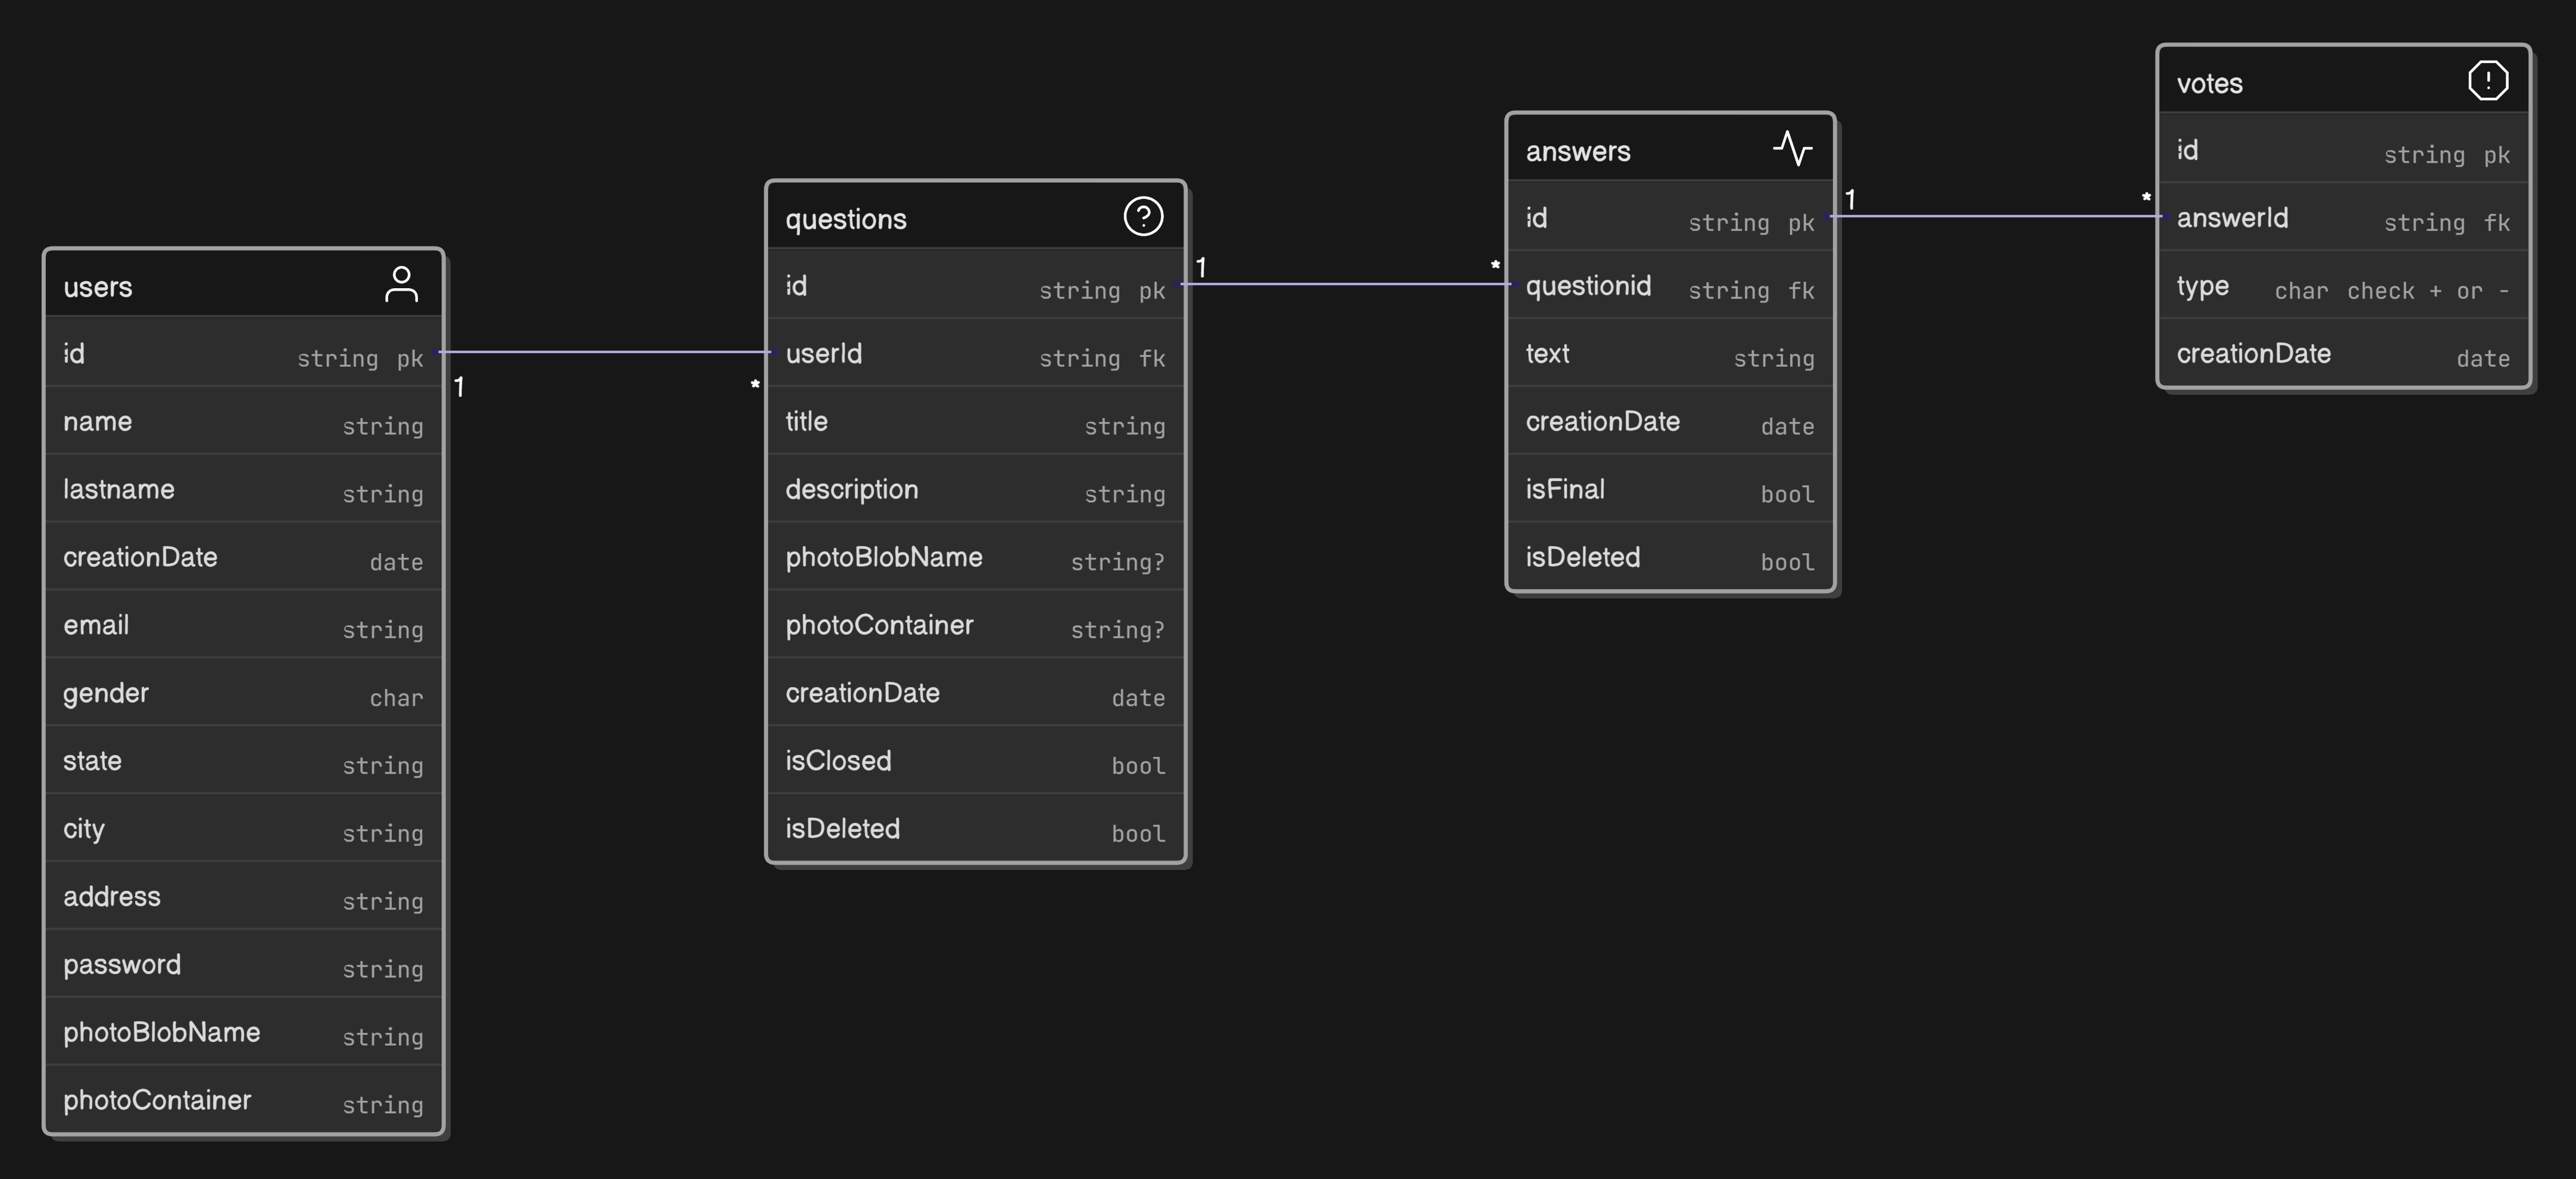 users
id string pk
name string
lastname string
creationDate date
email string
gender char
state string
city string
address string
password string
photoBlobName string
photoContainer string
1
*
questions
id string pk
userId string fk
title string
description string
photoBlobName string?
photoContainer string?
creationDate date
isClosed bool
isDeleted bool
1
*
answers
id string pk
questionid string fk
text string
creationDate date
isFinal bool
isDeleted bool
1
*
votes
id string pk
answerId string fk
type char check + or -
creationDate date